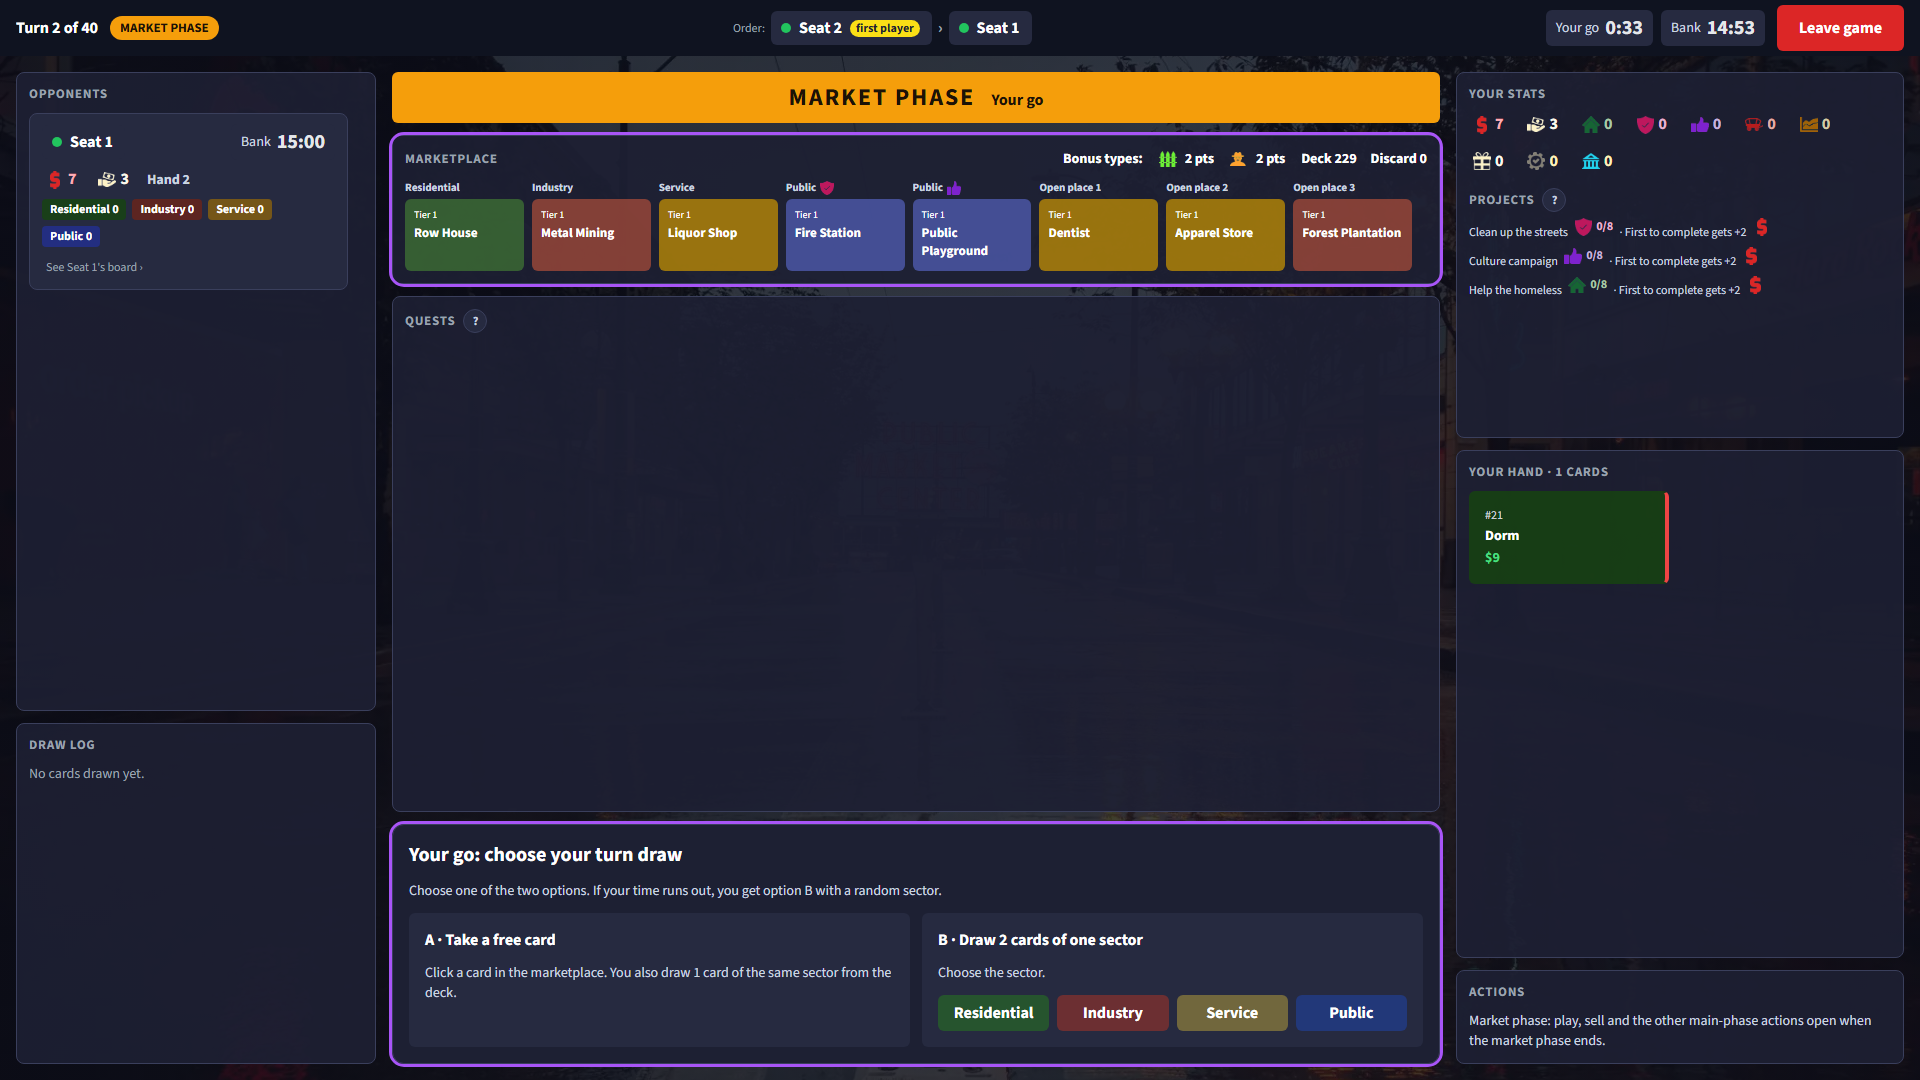 Turn 2 of 40
MARKET PHASE
Order:
Seat 2
first player
›
Seat 1
Your go 0:33
Bank 14:53
Leave game
OPPONENTS
Seat 1
Bank 15:00
7
3
Hand 2
Residential 0
Industry 0
Service 0
Public 0
See Seat 1's board ›
DRAW LOG
No cards drawn yet.
MARKET PHASE Your go
MARKETPLACE
Bonus types:
2 pts
2 pts
Deck 229
Discard 0
Residential
Tier 1
Row House
Industry
Tier 1
Metal Mining
Service
Tier 1
Liquor Shop
Public
Tier 1
Fire Station
Public
Tier 1
Public
Playground
Open place 1
Tier 1
Dentist
Open place 2
Tier 1
Apparel Store
Open place 3
Tier 1
Forest Plantation
QUESTS ?
Your go: choose your turn draw
Choose one of the two options. If your time runs out, you get option B with a random sector.
A · Take a free card
Click a card in the marketplace. You also draw 1 card of the same sector from the
deck.
B · Draw 2 cards of one sector
Choose the sector.
Residential
Industry
Service
Public
YOUR STATS
$ 7
3
0
0
0
0
0
0
0
0
PROJECTS ?
Clean up the streets 0/8 · First to complete gets +2 $
Culture campaign 0/8 · First to complete gets +2 $
Help the homeless 0/8 · First to complete gets +2 $
YOUR HAND · 1 CARDS
#21
Dorm
$9
ACTIONS
Market phase: play, sell and the other main-phase actions open when
the market phase ends.